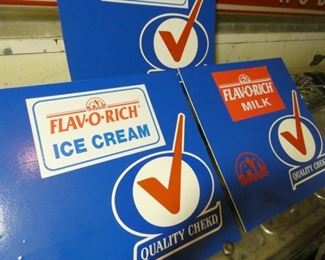 FLAV·O·RICH®
ICE CREAM
QUALITY CHEKD
FLAV·O·RICH
MILK
QUALITY CHEKD